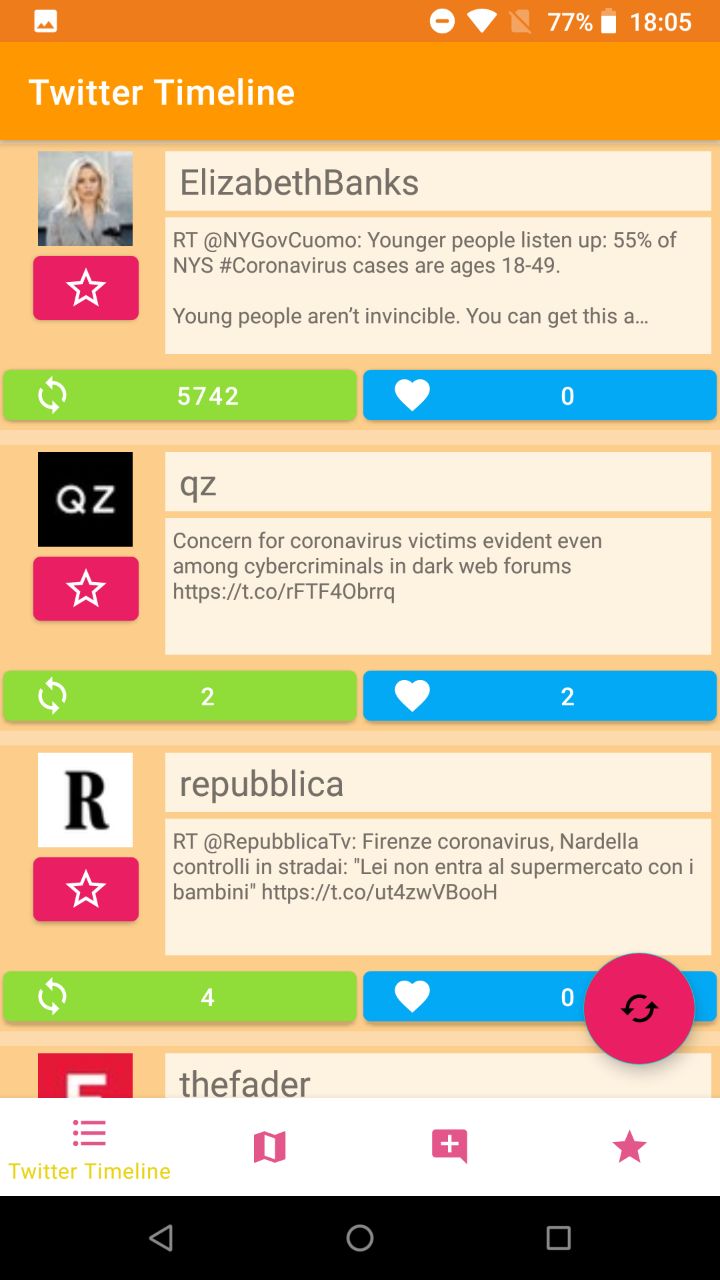 77% 18:05
Twitter Timeline
ElizabethBanks
RT @NYGovCuomo: Younger people listen up: 55% of
NYS #Coronavirus cases are ages 18-49.
Young people aren’t invincible. You can get this a…
5742
0
QZ
qz
Concern for coronavirus victims evident even
among cybercriminals in dark web forums
https://t.co/rFTF4Obrrq
2
2
R
repubblica
RT @RepubblicaTv: Firenze coronavirus, Nardella
controlli in stradai: "Lei non entra al supermercato con i
bambini" https://t.co/ut4zwVBooH
4
0
thefader
Twitter Timeline